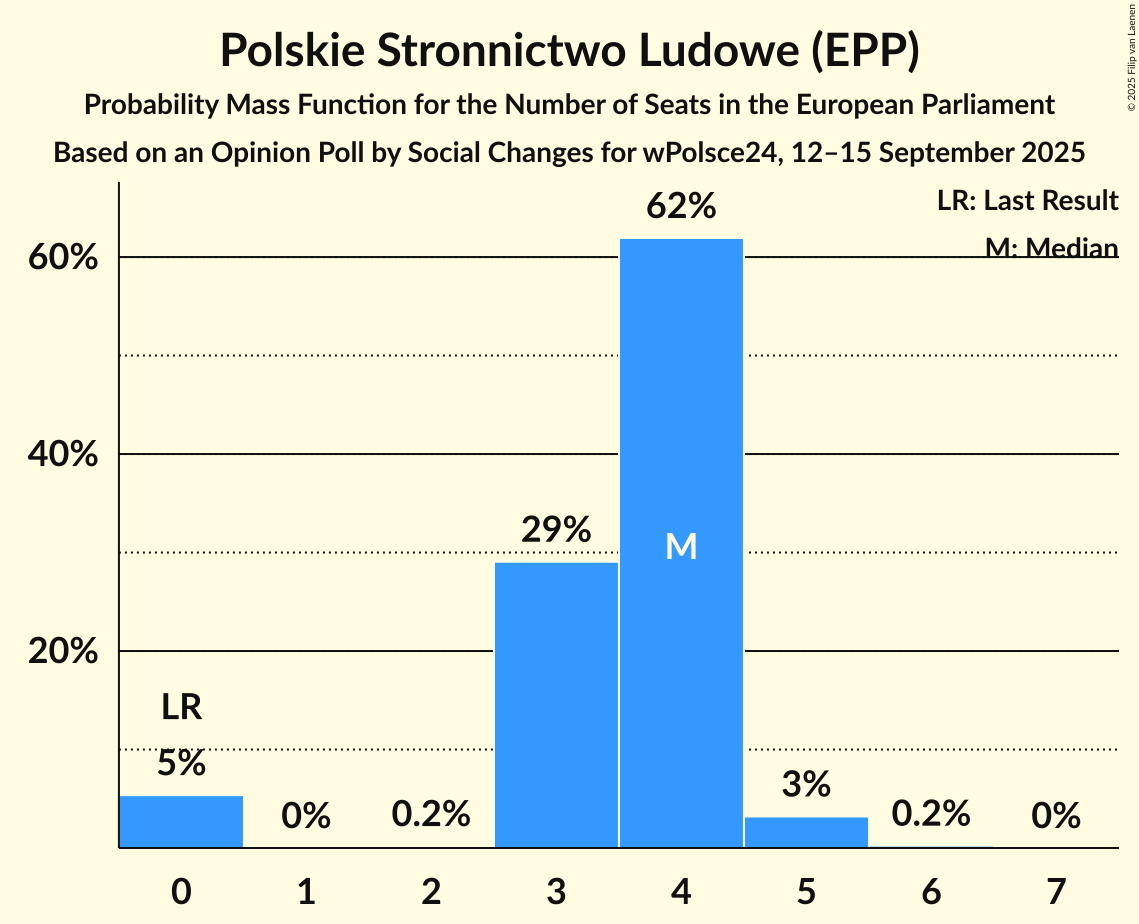 Polskie Stronnictwo Ludowe (EPP)
Probability Mass Function for the Number of Seats in the European Parliament
Based on an Opinion Poll by Social Changes for wPolsce24, 12–15 September 2025
© 2025 Filip van Laenen
LR: Last Result
M: Median
62%
60%
40%
29%
M
20%
LR
5%
0%
0.2%
3%
0.2%
0%
0 1 2 3 4 5 6 7